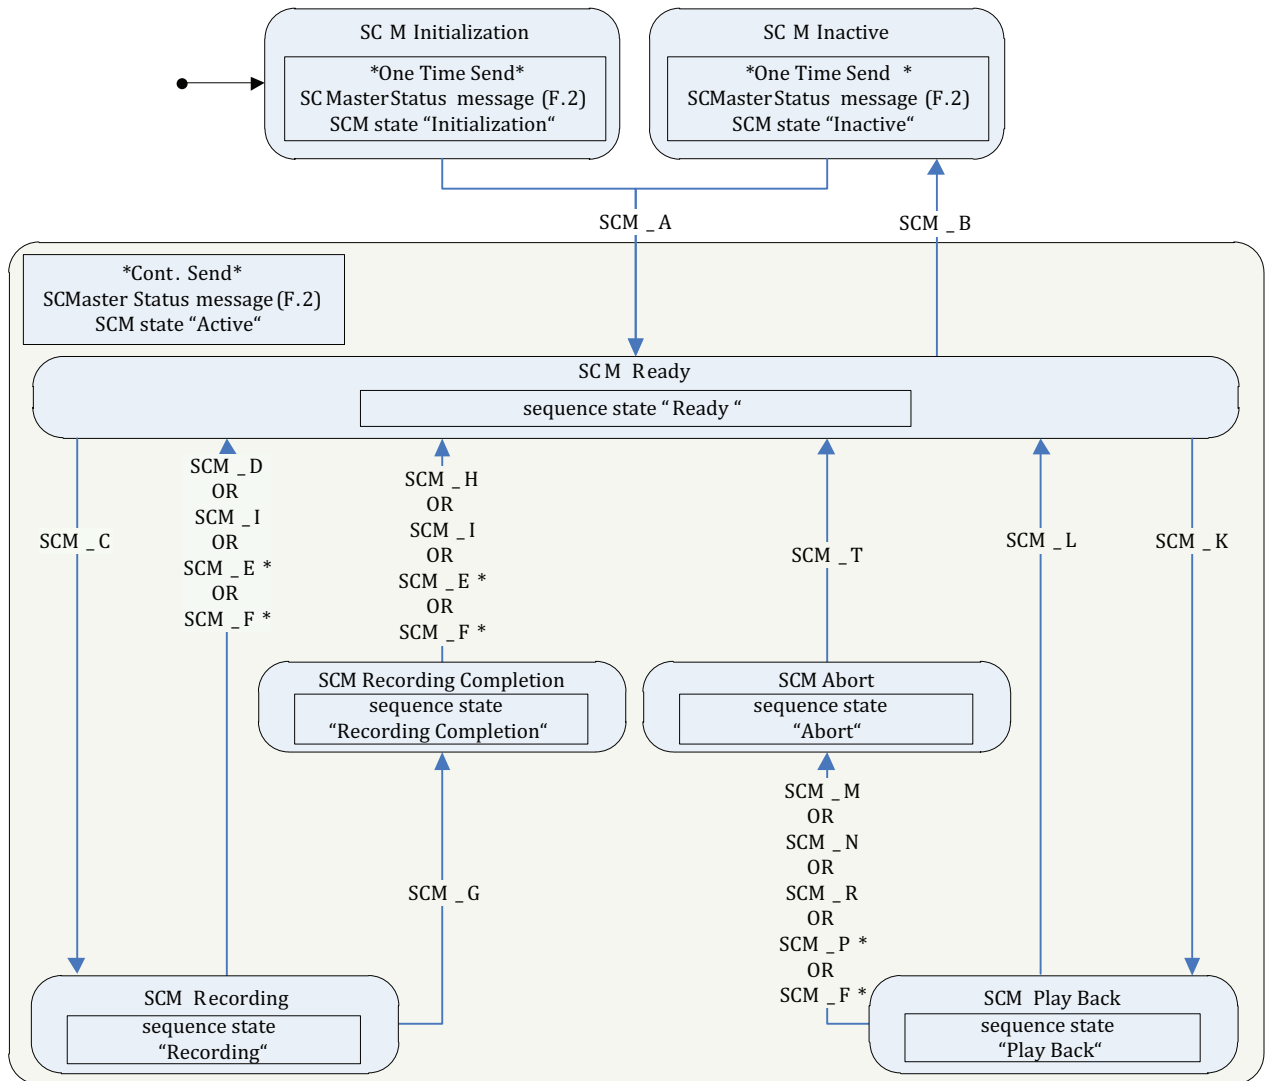 SCM Initialization
*One Time Send*
SCMasterStatus message (F.2)
SCM state “Initialization“
SCM Inactive
*One Time Send *
SCMasterStatus message (F.2)
SCM state “Inactive“
SCM _ A
SCM _ B
*Cont. Send*
SCMaster Status message (F.2)
SCM state “Active“
SCM Ready
sequence state “Ready “
SCM _ C
SCM _ D
OR
SCM _ I
OR
SCM _ E *
OR
SCM _ F *
SCM _ H
OR
SCM _ I
OR
SCM _ E *
OR
SCM _ F *
SCM _ T
SCM _ L
SCM _ K
SCM Recording Completion
sequence state
“Recording Completion“
SCM Abort
sequence state
“Abort“
SCM _ G
SCM _ M
OR
SCM _ N
OR
SCM _ R
OR
SCM _ P *
OR
SCM _ F *
SCM Recording
sequence state
“Recording“
SCM Play Back
sequence state
“Play Back“